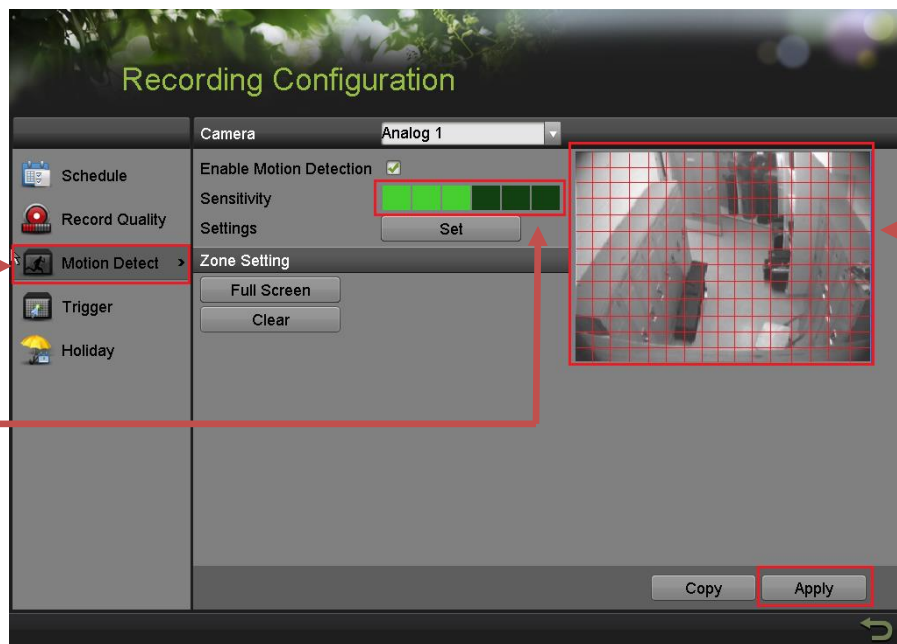 Recording Configuration
Camera Analog 1
Schedule
Record Quality
Motion Detect >
Trigger
Holiday
Enable Motion Detection
Sensitivity
Settings Set
Zone Setting
Full Screen
Clear
Copy Apply